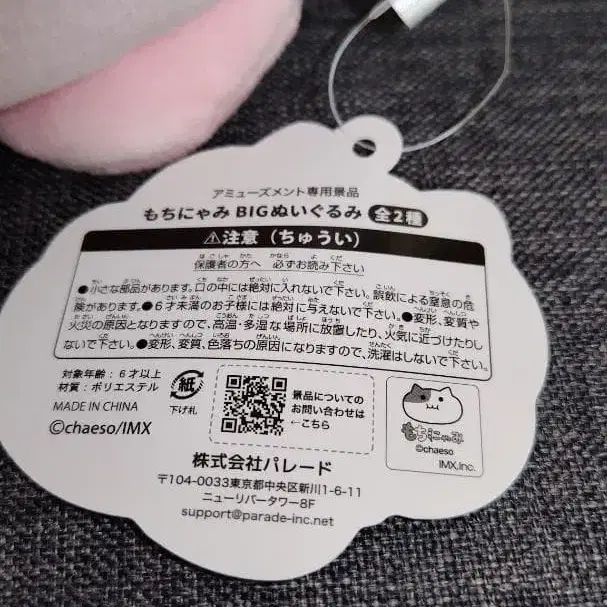 アミューズメント専用景品
もちにゃみ BIGぬいぐるみ 全2種
⚠注意(ちゅうい)
保護者の方へ 必ずお読み下さい
●小さな部品があります。口の中には絶対に入れないで下さい。誤飲による窒息の危
険があります。●6才未満のお子様には絶対に与えないで下さい。●変形、変質や
火災の原因となりますので、高温・多湿な場所に放置したり、火気に近づけたりし
ないで下さい。●変形、変質、色落ちの原因になりますので、洗濯はしないで下さい。
対象年齢:6才以上
材質:ポリエステル
MADE IN CHINA
©chaeso/IMX
紙
下げ札
景品についての
お問い合わせは
←こちら
もちにゃみ
©chaeso
IMX,Inc.
株式会社パレード
〒104-0033東京都中央区新川1-6-11
ニューリバータワー8F
support@parade-inc.net